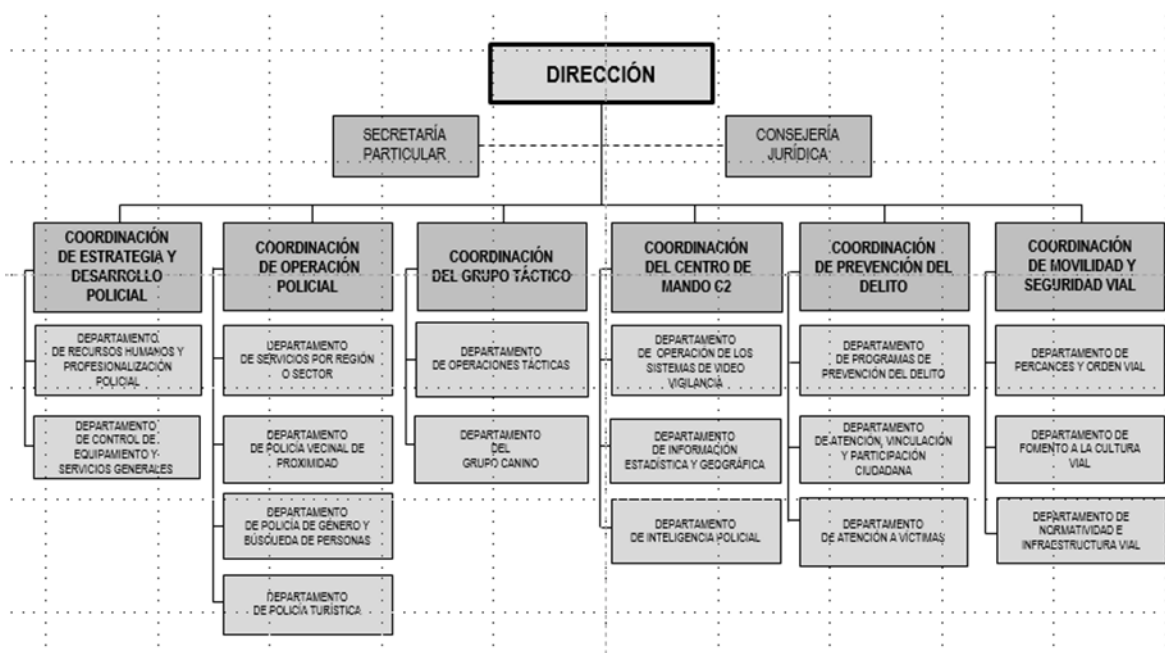 DIRECCIÓN
SECRETARÍA
PARTICULAR
CONSEJERÍA
JURÍDICA
COORDINACIÓN
DE ESTRATEGIA Y
DESARROLLO
POLICIAL
DEPARTAMENTO
DE RECURSOS HUMANOS Y
PROFESIONALIZACIÓN
POLICIAL
DEPARTAMENTO
DE CONTROL DE
EQUIPAMIENTO Y
SERVICIOS GENERALES
COORDINACIÓN
DE OPERACIÓN
POLICIAL
DEPARTAMENTO
DE SERVICIOS POR REGIÓN
O SECTOR
DEPARTAMENTO
DE POLICÍA VECINAL DE
PROXIMIDAD
DEPARTAMENTO
DE POLICÍA DE GÉNERO Y
BÚSQUEDA DE PERSONAS
DEPARTAMENTO
DE POLICÍA TURÍSTICA
COORDINACIÓN
DEL GRUPO TÁCTICO
DEPARTAMENTO
DE OPERACIONES TÁCTICAS
DEPARTAMENTO
DEL
GRUPO CANINO
COORDINACIÓN
DEL CENTRO DE
MANDO C2
DEPARTAMENTO
DE OPERACIÓN DE LOS
SISTEMAS DE VIDEO
VIGILANCIA
DEPARTAMENTO
DE INFORMACIÓN
ESTADÍSTICA Y GEOGRÁFICA
DEPARTAMENTO
DE INTELIGENCIA POLICIAL
COORDINACIÓN
DE PREVENCIÓN DEL
DELITO
DEPARTAMENTO
DE PROGRAMAS DE
PREVENCIÓN DEL DELITO
DEPARTAMENTO
DE ATENCIÓN, VINCULACIÓN
Y PARTICIPACIÓN
CIUDADANA
DEPARTAMENTO
DE ATENCIÓN A VÍCTIMAS
COORDINACIÓN
DE MOVILIDAD Y
SEGURIDAD VIAL
DEPARTAMENTO DE
PERCANCES Y ORDEN VIAL
DEPARTAMENTO DE
FOMENTO A LA CULTURA
VIAL
DEPARTAMENTO DE
NORMATIVIDAD E
INFRAESTRUCTURA VIAL